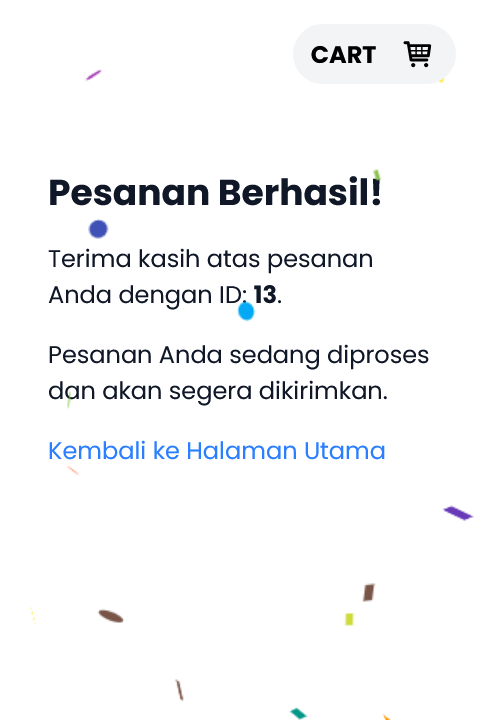 CART
Pesanan Berhasil!
Terima kasih atas pesanan
Anda dengan ID: 13.
Pesanan Anda sedang diproses
dan akan segera dikirimkan.
Kembali ke Halaman Utama